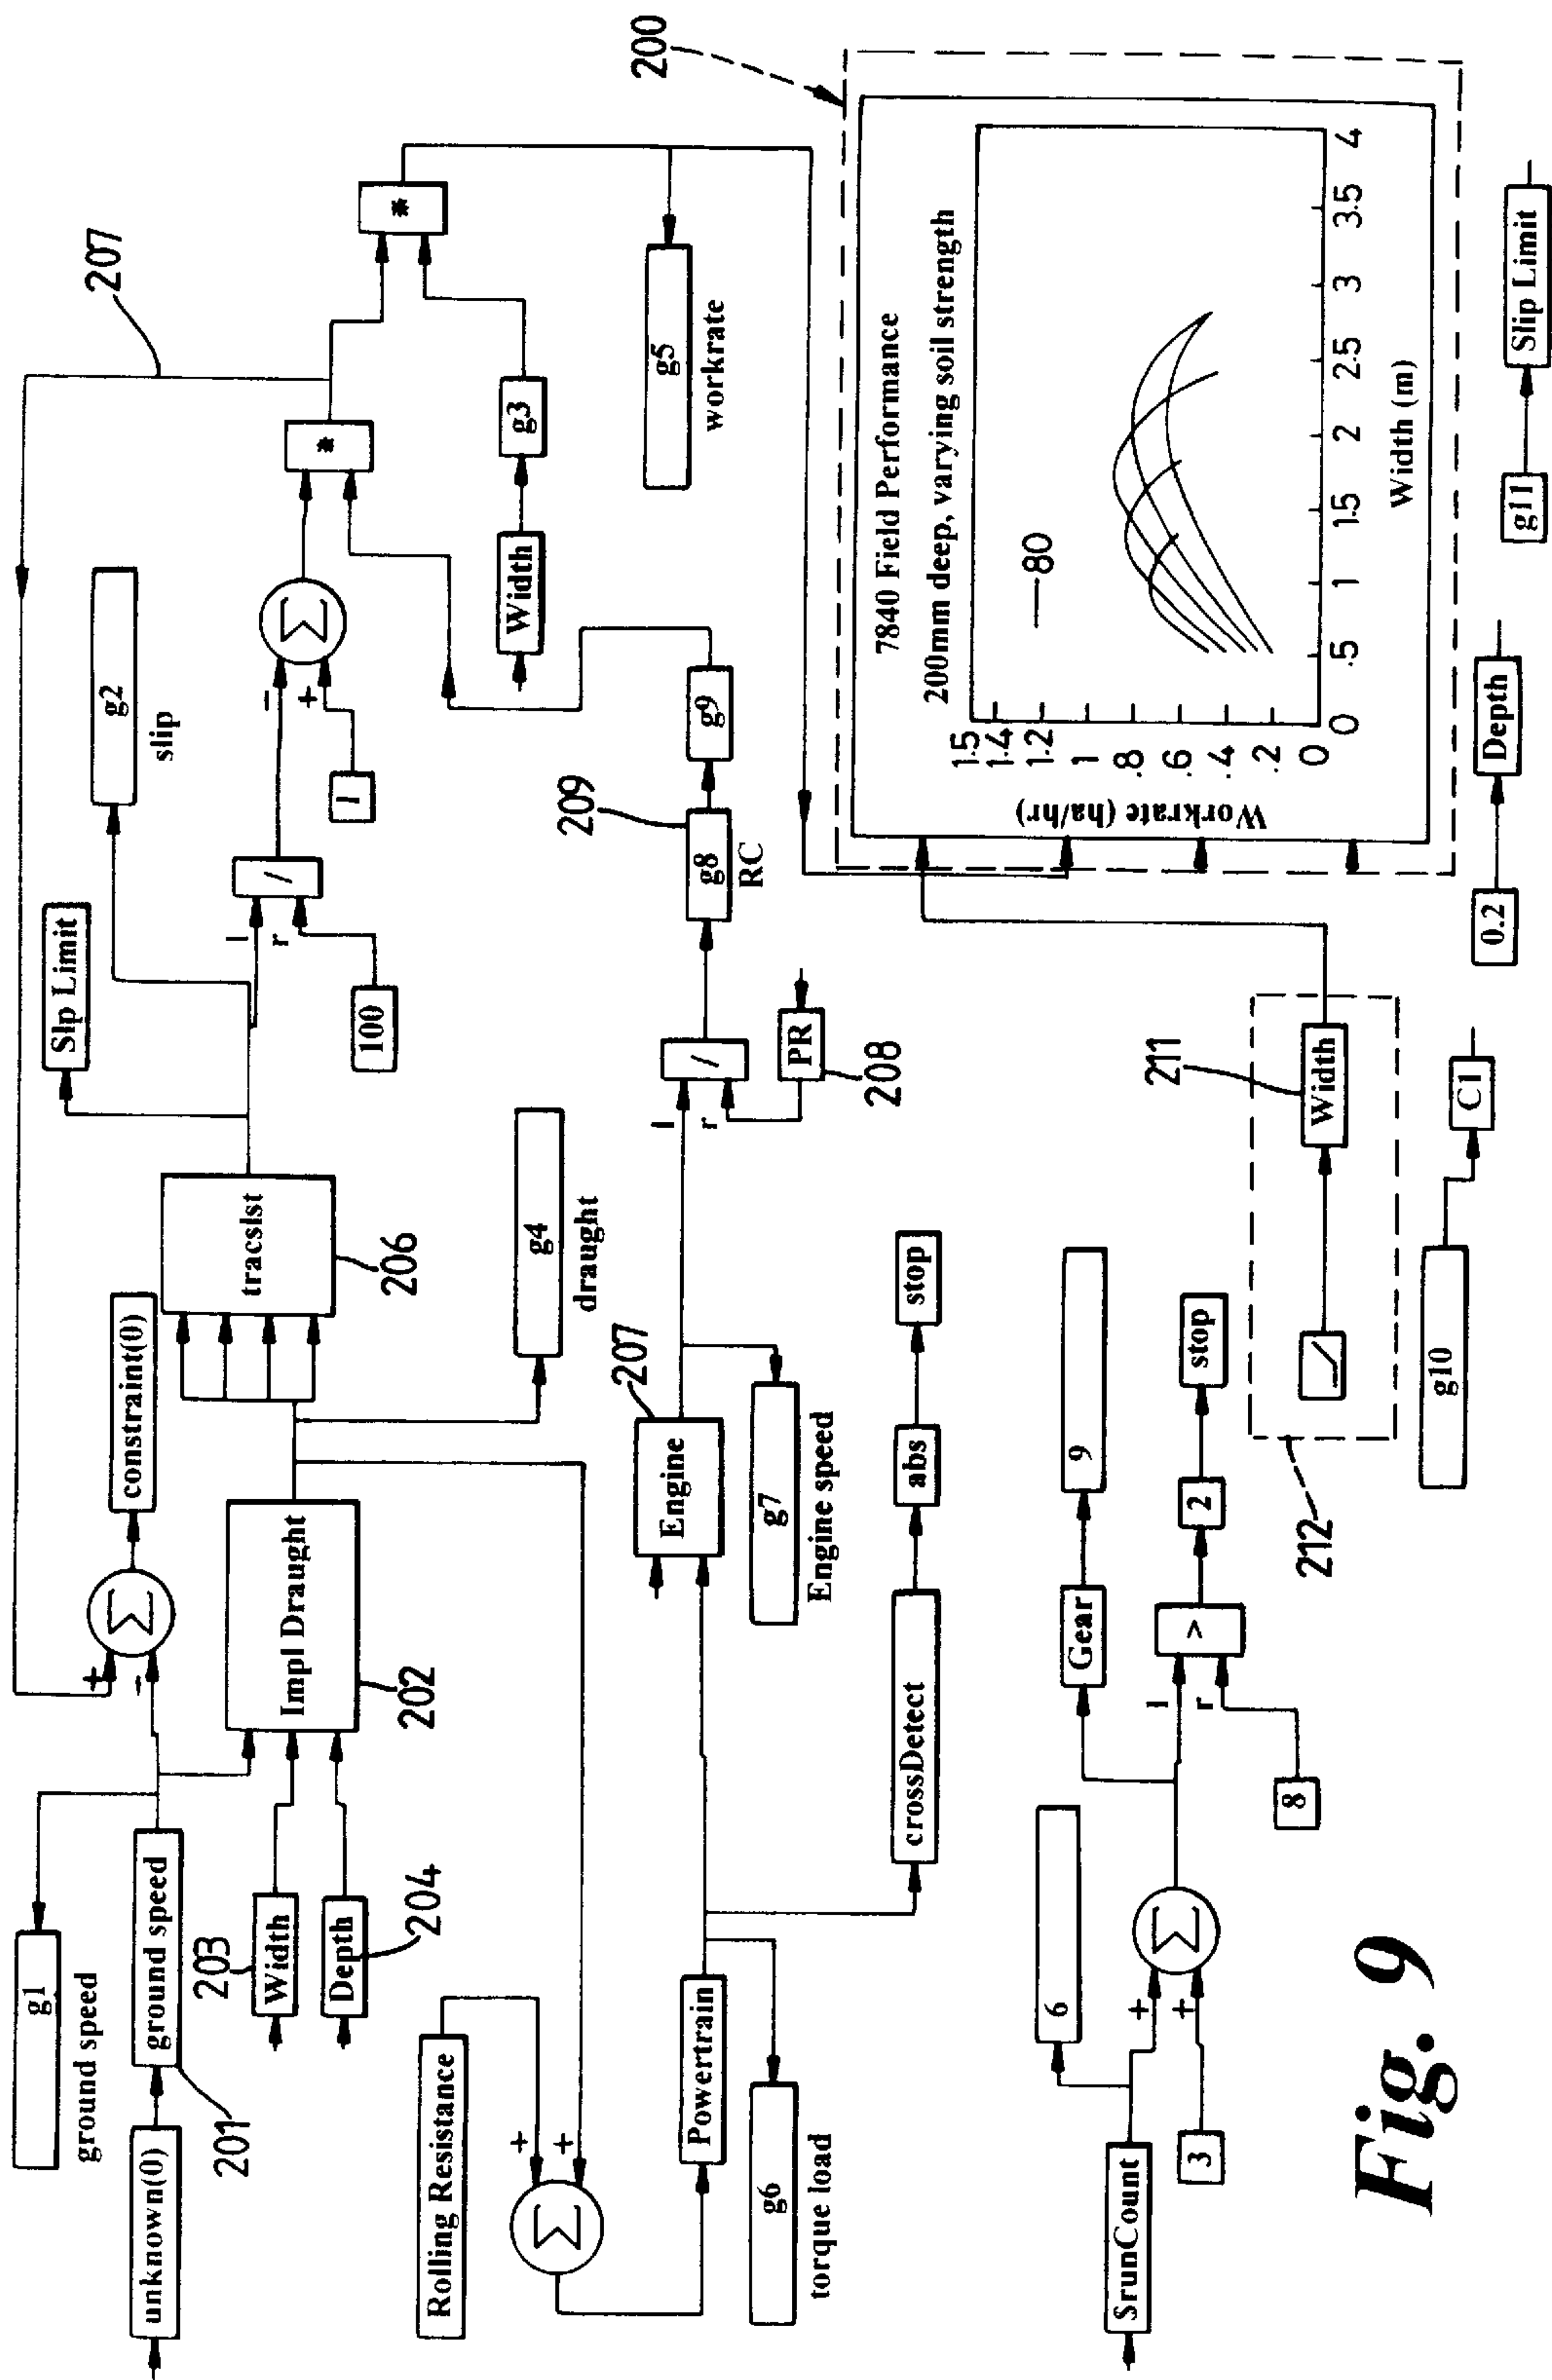 g1
ground speed
unknown(0)
ground speed
201
constraint(0)
Slp Limit
g2
slip
207
203
Width
Depth
204
Impl Draught
202
tracslst
206
l
r
/
100
1
Σ
*
*
+
-
-
+
g4
draught
Width
g3
g5
workrate
Rolling Resistance
+
+
Σ
Σ
Powertrain
g6
torque load
Engine
207
g7
Engine speed
l
r
/
PR
208
g8
RC
209
g9
crossDetect
abs
stop
SrunCount
3
6
+
+
Σ
Gear
9
l
r
>
8
2
stop
212
Width
211
200
7840 Field Performance
200mm deep, varying soil strength
80
Workrate (ha/hr)
1.5
1.4
1.2
1
.8
.6
.4
.2
0
0
.5
1
1.5
2
2.5
3
3.5
4
Width (m)
g10
C1
0.2
Depth
g11
Slip Limit
Fig. 9